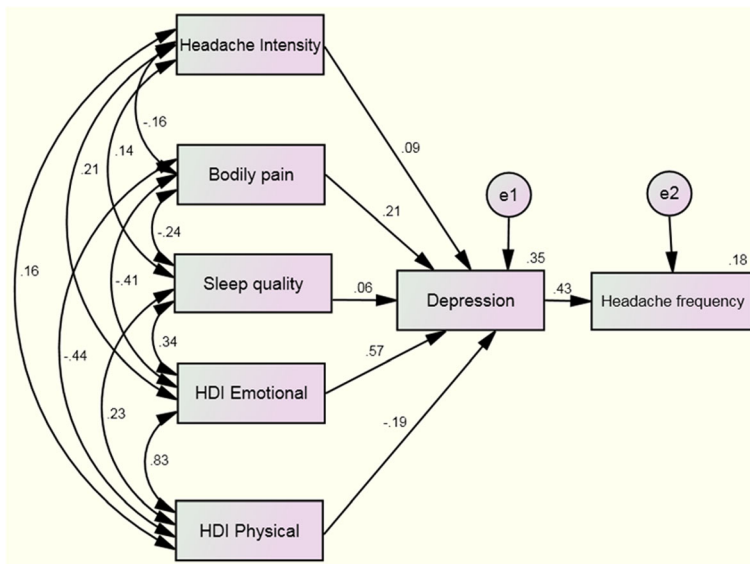 Headache Intensity
-.16
.14
.09
.21
Bodily pain
.21
e1
e2
-.24
.16
-.41
Sleep quality
.06
.35
.18
Depression
.43
Headache frequency
.34
-.44
.57
HDI Emotional
.23
-.19
.83
HDI Physical